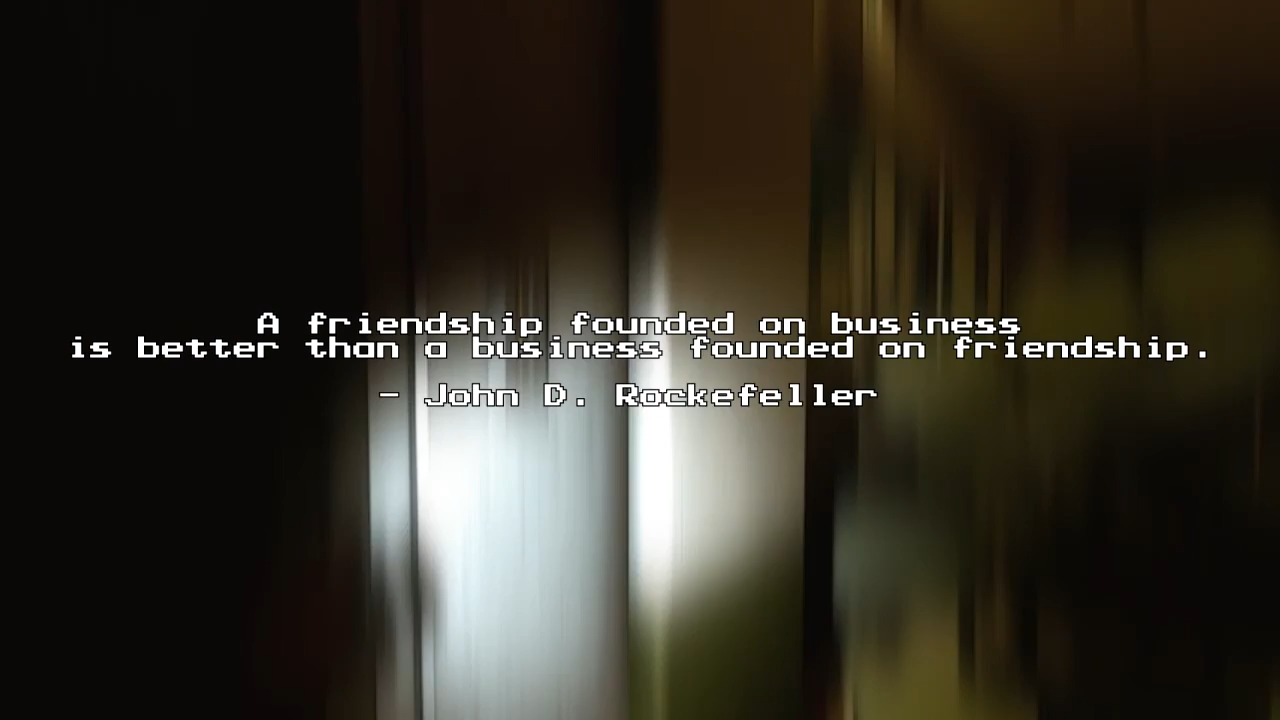 A friendship founded on business
is better than a business founded on friendship.
- John D. Rockefeller